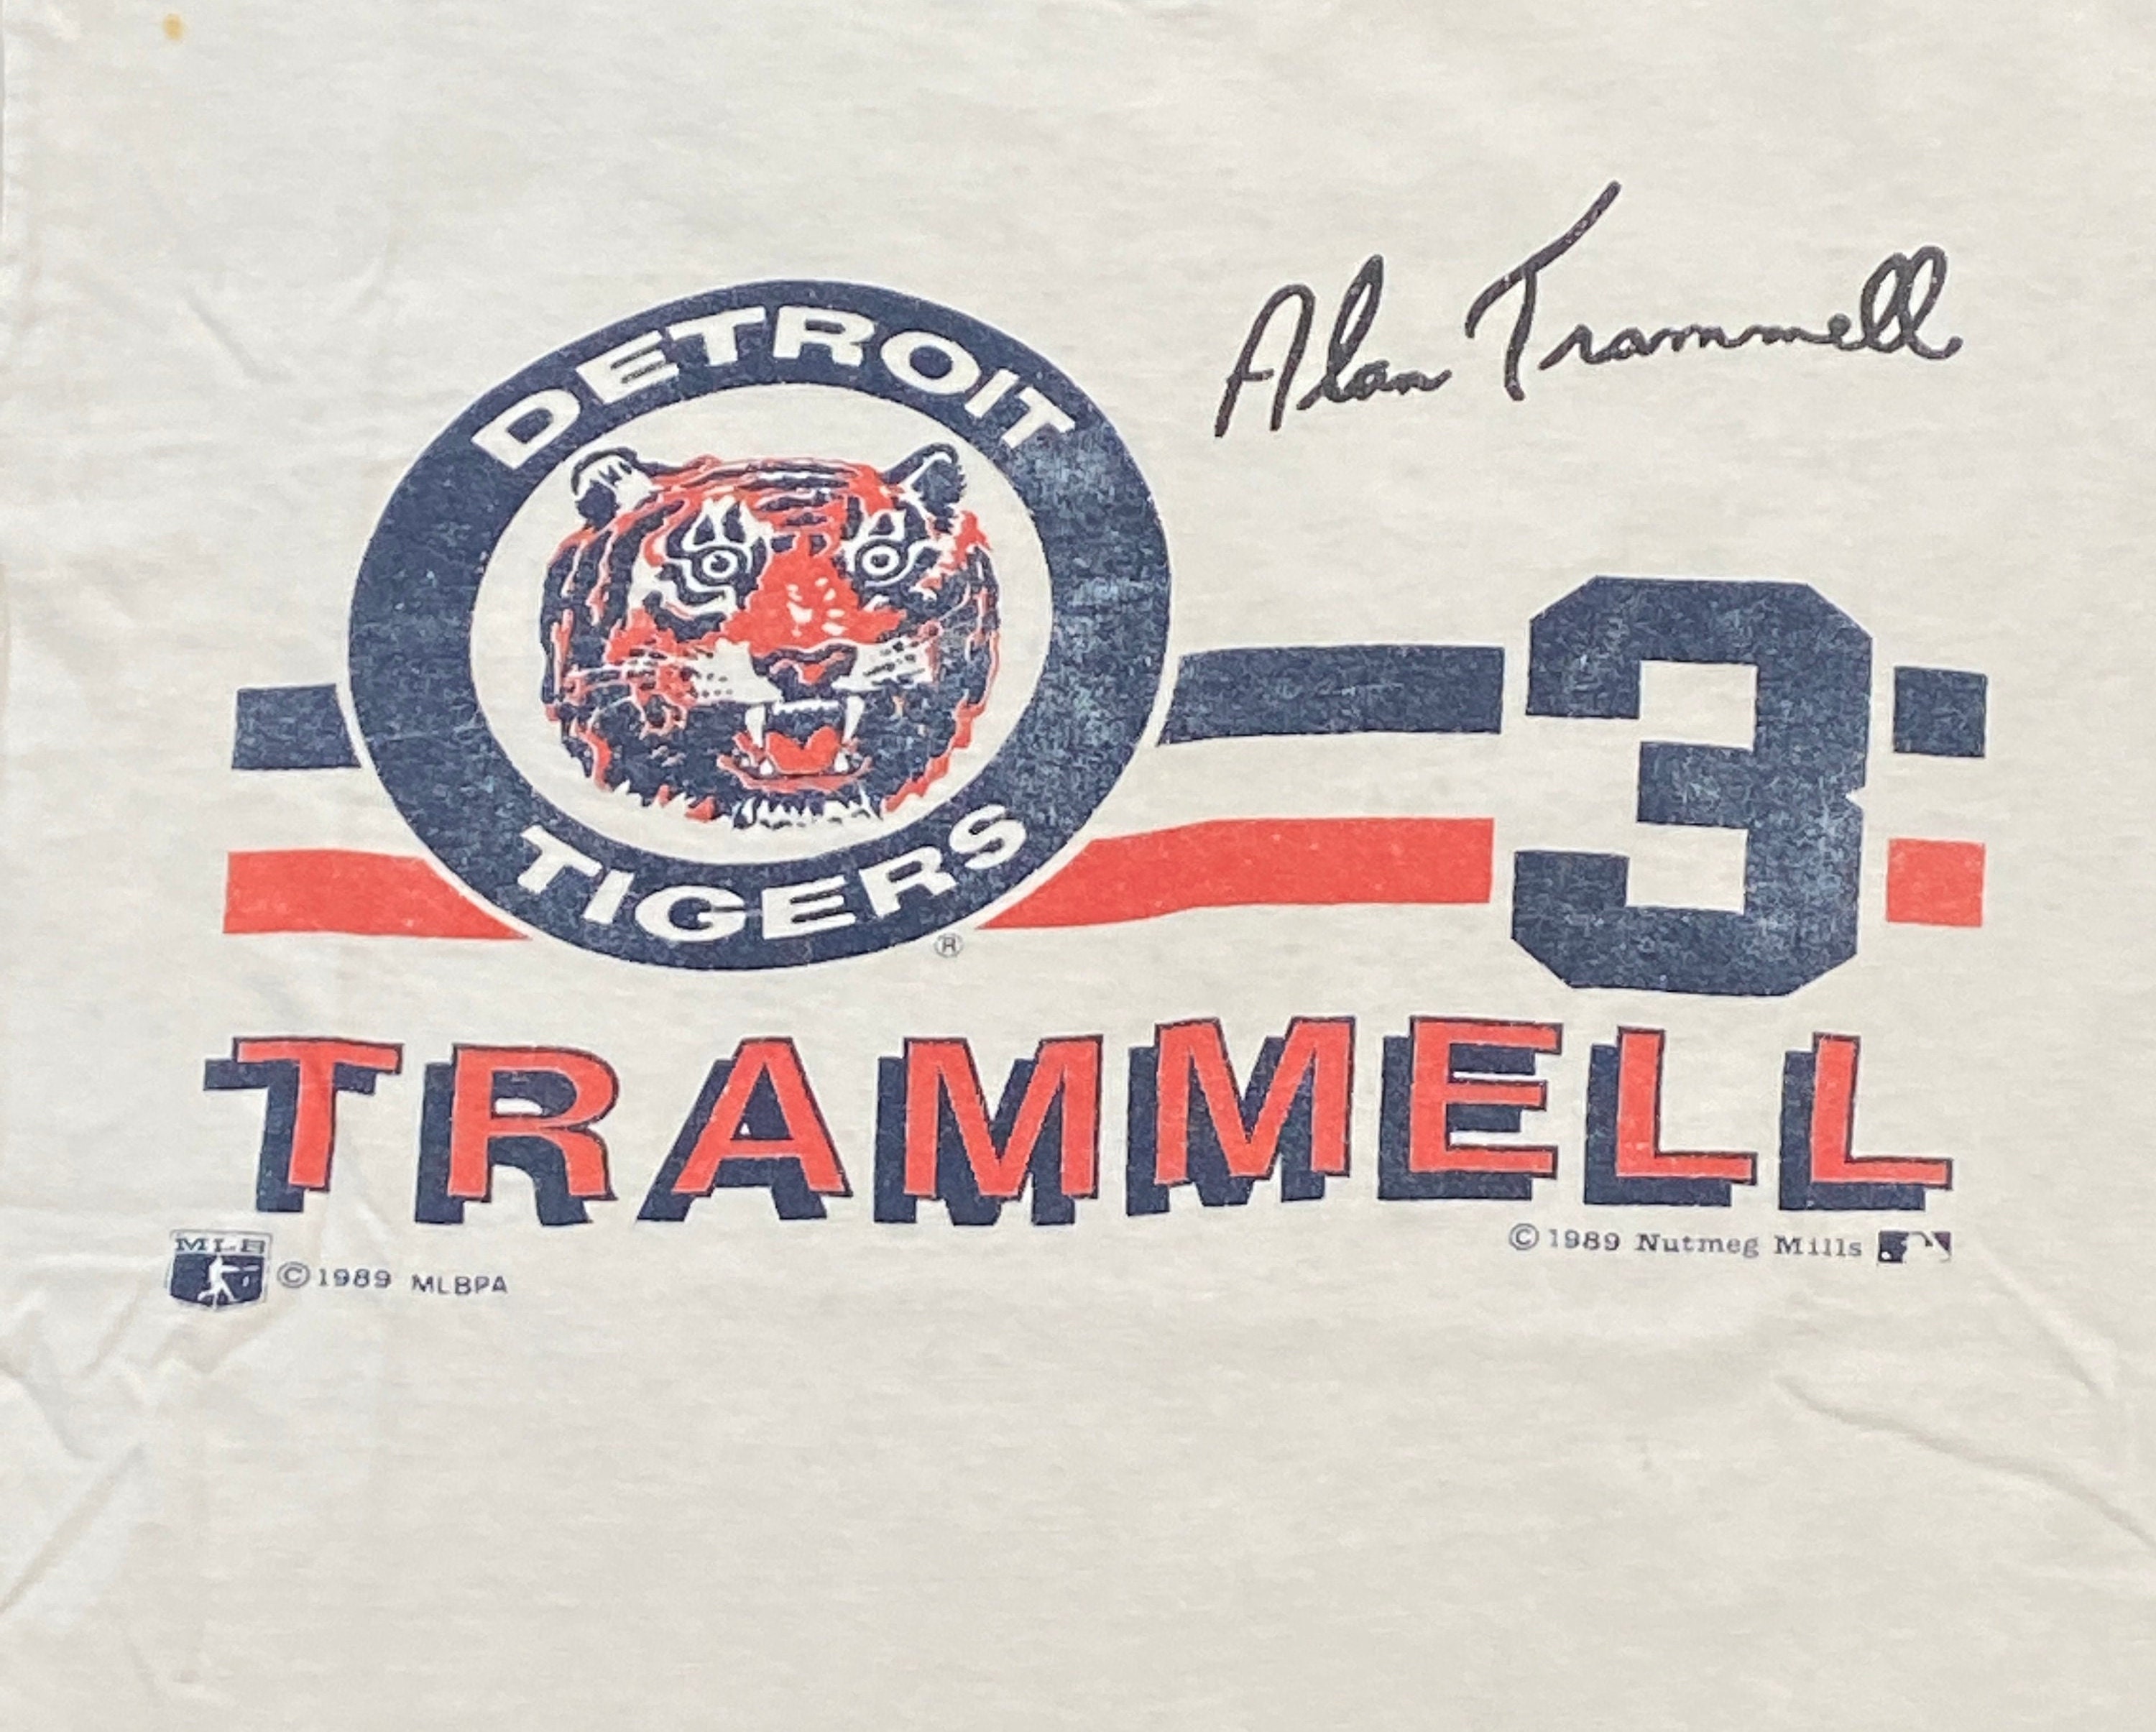 Alan Trammell
DETROIT
TIGERS
®
3
TRAMMELL
© 1989 Nutmeg Mills
MLB
© 1989 MLBPA